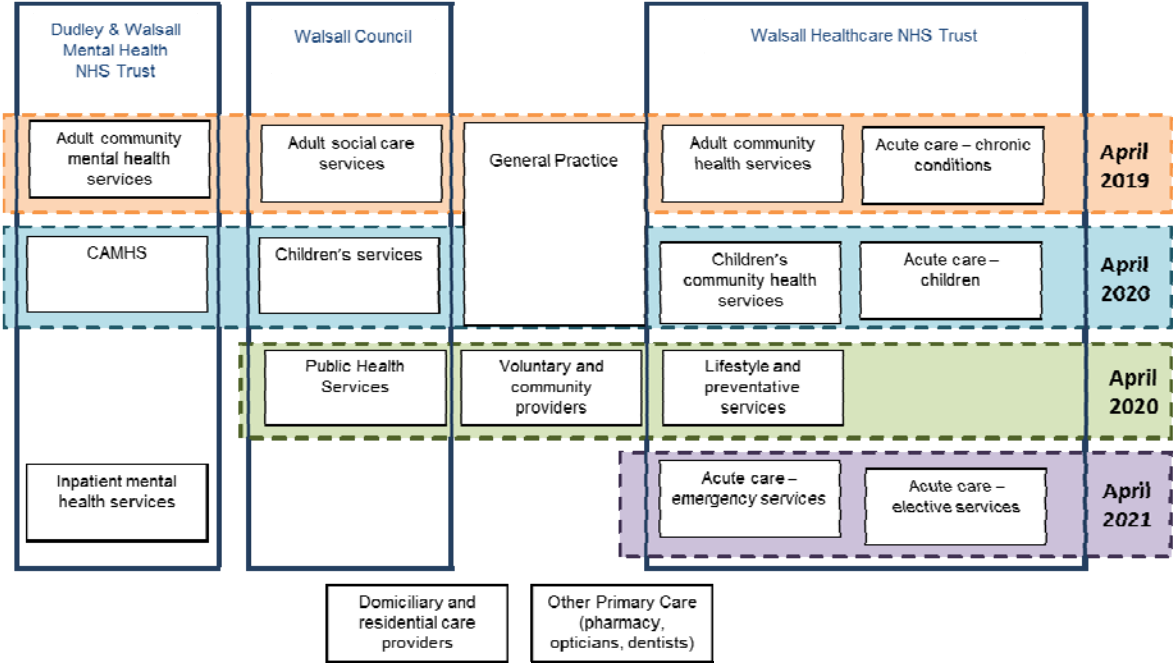 Dudley & Walsall
Mental Health
NHS Trust
Walsall Council
Walsall Healthcare NHS Trust
Adult community
mental health
services
Adult social care
services
General Practice
Adult community
health services
Acute care – chronic
conditions
April
2019
CAMHS
Children's services
Children's
community health
services
Acute care –
children
April
2020
Public Health
Services
Voluntary and
community
providers
Lifestyle and
preventative
services
April
2020
Inpatient mental
health services
Acute care –
emergency services
Acute care –
elective services
April
2021
Domiciliary and
residential care
providers
Other Primary Care
(pharmacy,
opticians, dentists)